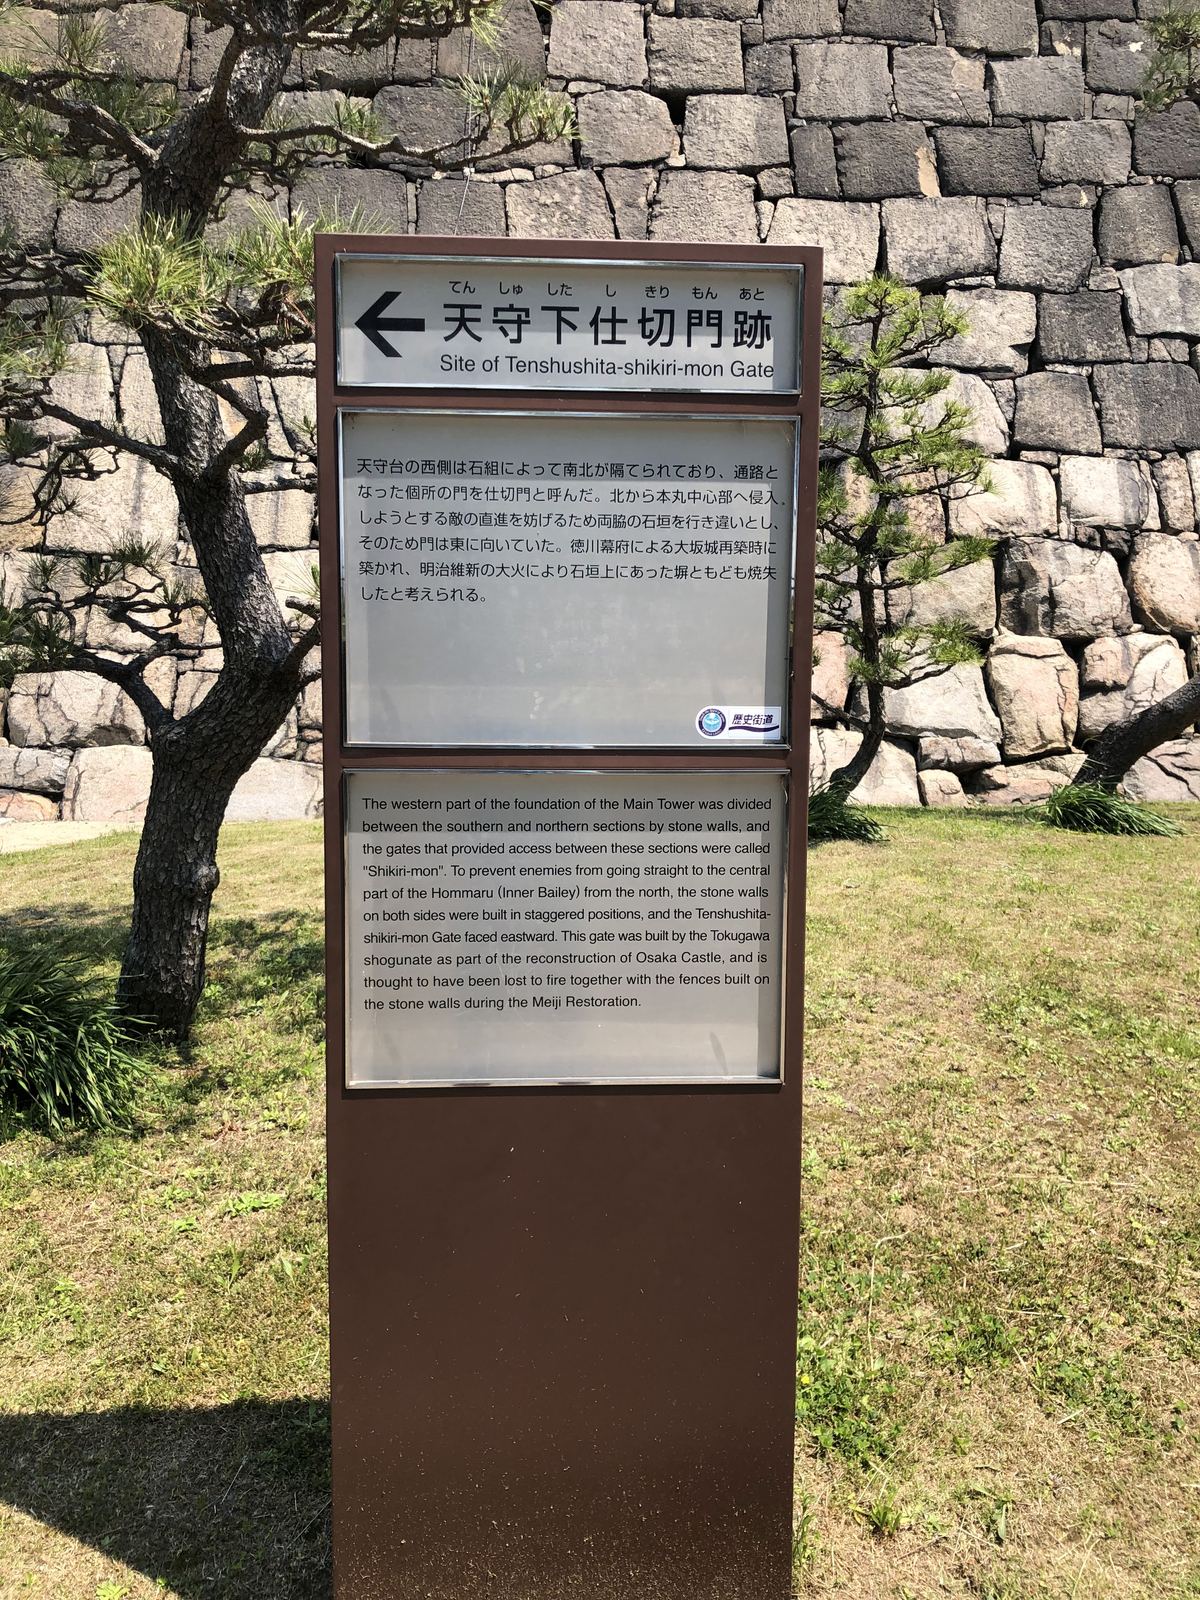 てん しゅ した し きり もん あと
天守下仕切門跡
Site of Tenshushita-shikiri-mon Gate
天守台の西側は石組によって南北が隔てられており、通路と
なった個所の門を仕切門と呼んだ。北から本丸中心部へ侵入
しようとする敵の直進を妨げるため両脇の石垣を行き違いとし、
そのため門は東に向いていた。徳川幕府による大坂城再築時に
築かれ、明治維新の大火により石垣上にあった塀ともども焼失
したと考えられる。
歴史街道
The western part of the foundation of the Main Tower was divided
between the southern and northern sections by stone walls, and
the gates that provided access between these sections were called
"Shikiri-mon". To prevent enemies from going straight to the central
part of the Hommaru (Inner Bailey) from the north, the stone walls
on both sides were built in staggered positions, and the Tenshushita-
shikiri-mon Gate faced eastward. This gate was built by the Tokugawa
shogunate as part of the reconstruction of Osaka Castle, and is
thought to have been lost to fire together with the fences built on
the stone walls during the Meiji Restoration.